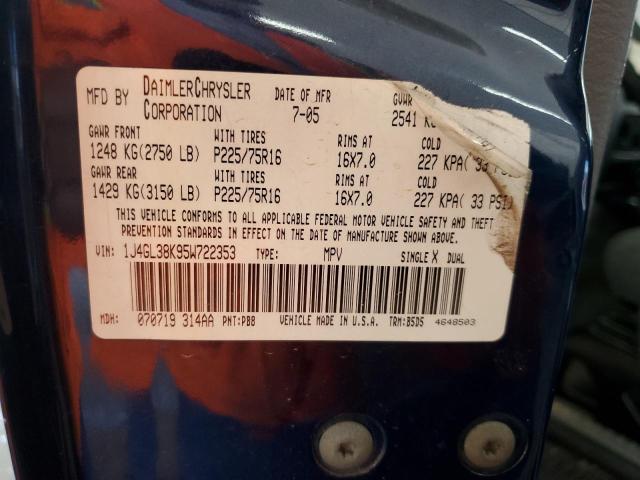 MFD BY DAIMLERCHRYSLER CORPORATION DATE OF MFR 7-05 GVWR 2541
GAWR FRONT WITH TIRES RIMS AT COLD
1248 KG(2750 LB) P225/75R16 16X7.0 227 KPA( 33
GAWR REAR WITH TIRES RIMS AT COLD
1429 KG(3150 LB) P225/75R16 16X7.0 227 KPA( 33 PSI)
THIS VEHICLE CONFORMS TO ALL APPLICABLE FEDERAL MOTOR VEHICLE SAFETY AND THEFT
PREVENTION STANDARDS IN EFFECT ON THE DATE OF MANUFACTURE SHOWN ABOVE.
VIN: 1J4GL38K95W722353 TYPE: MPV SINGLE X DUAL
MDH: 070719 314AA PNT:PBB VEHICLE MADE IN U.S.A. TRM:B5D5 4648503